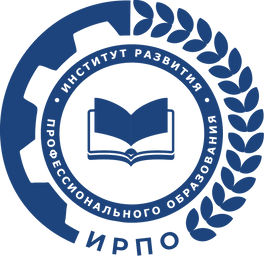 ИНСТИТУТ РАЗВИТИЯ
ПРОФЕССИОНАЛЬНОГО ОБРАЗОВАНИЯ
ИРПО